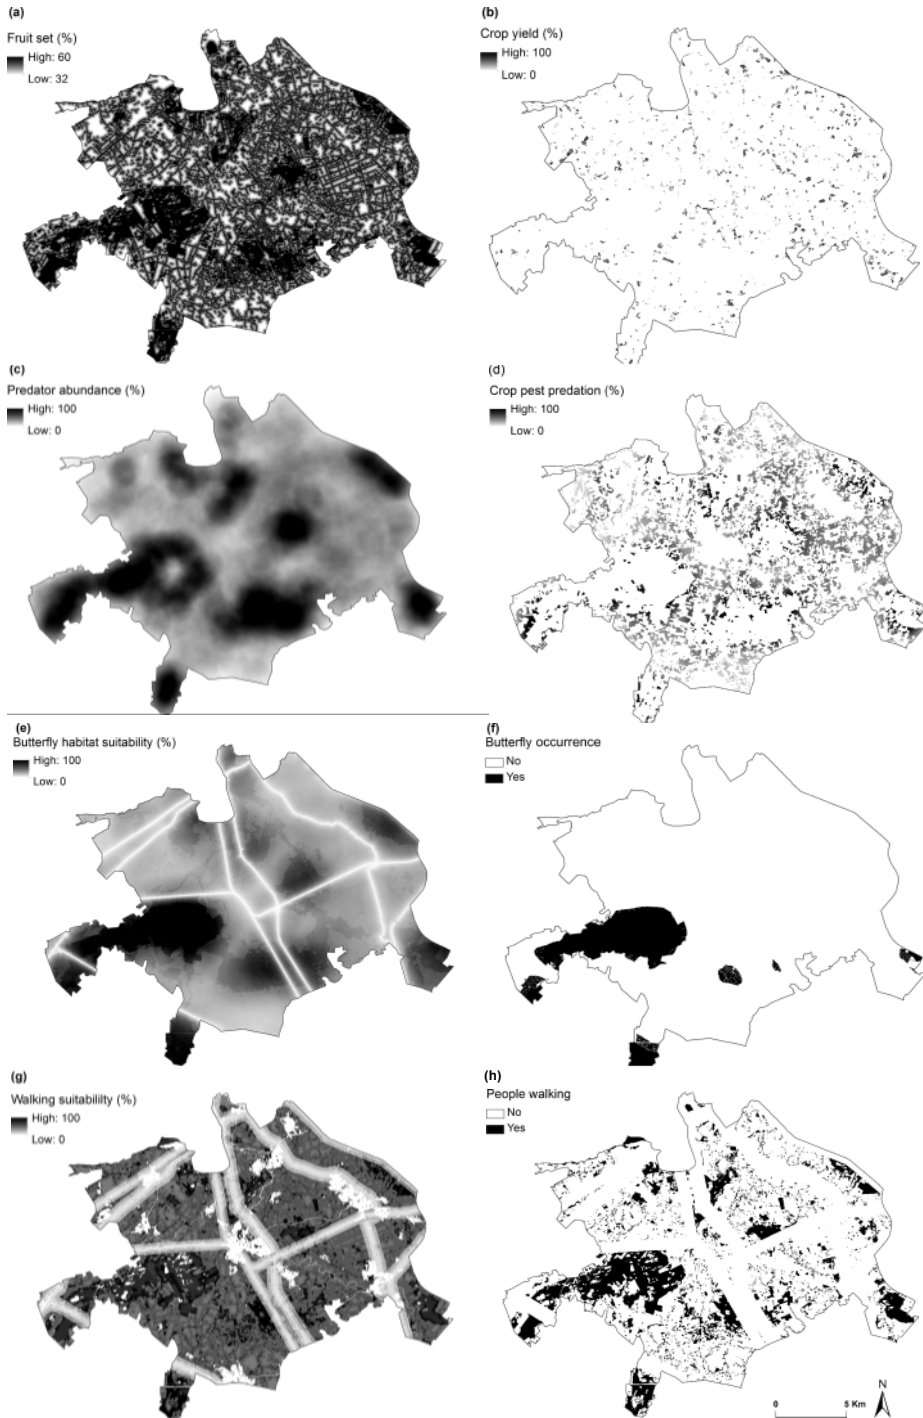 (a)
Fruit set (%)
High: 60
Low: 32
(b)
Crop yield (%)
High: 100
Low: 0
(c)
Predator abundance (%)
High: 100
Low: 0
(d)
Crop pest predation (%)
High: 100
Low: 0
(e)
Butterfly habitat suitability (%)
High: 100
Low: 0
(f)
Butterfly occurrence
No
Yes
(g)
Walking suitabililty (%)
High: 100
Low: 0
(h)
People walking
No
Yes
N
0 5 Km